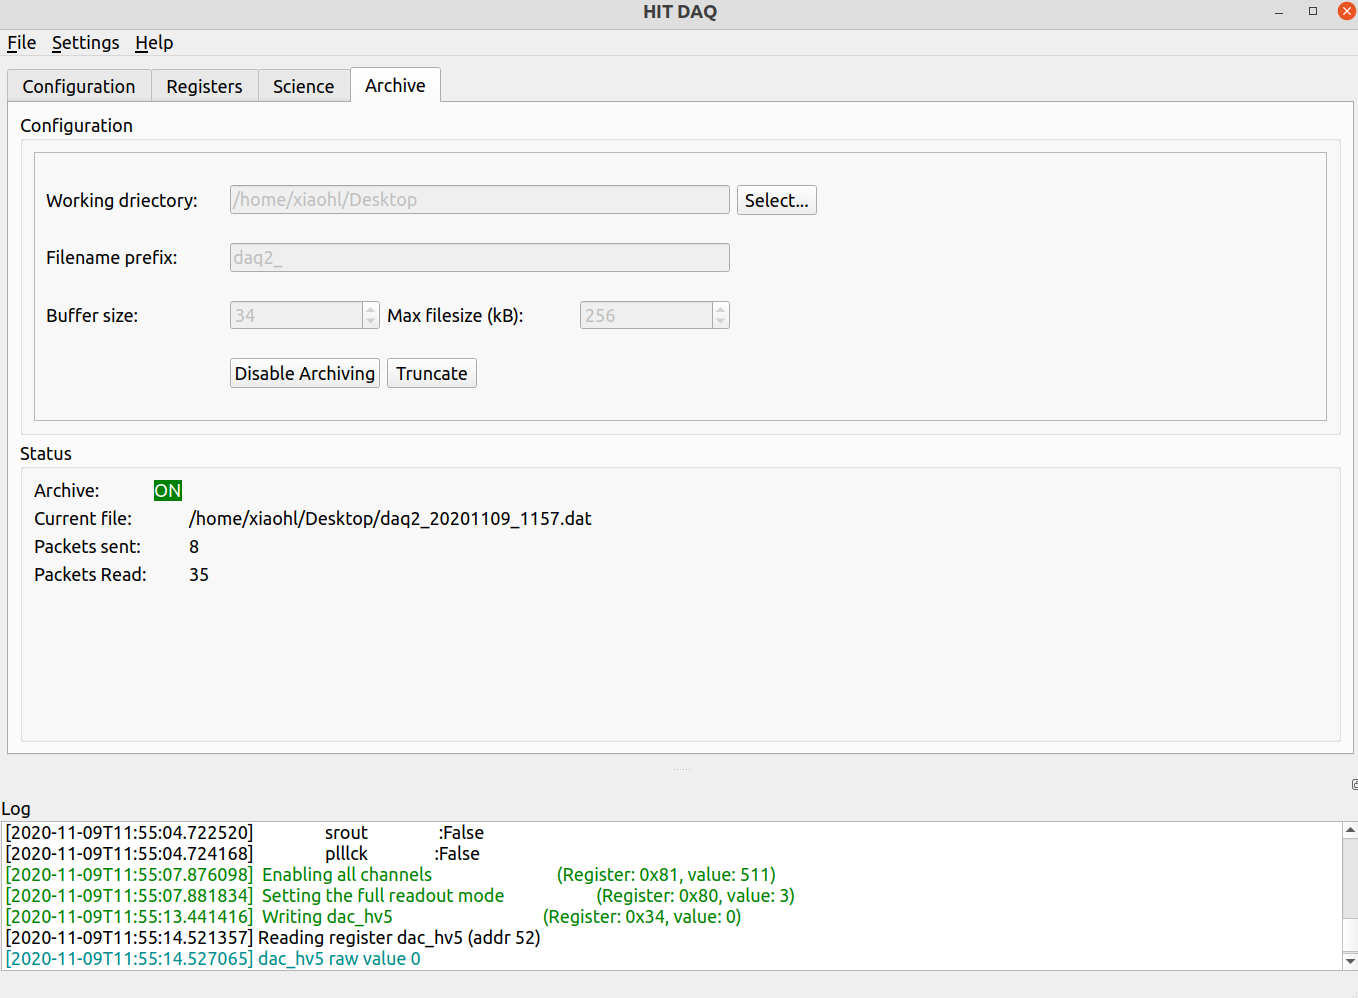 HIT DAQ
File Settings Help
Configuration Registers Science Archive
Configuration
Working driectory: /home/xiaohl/Desktop Select...
Filename prefix: daq2_
Buffer size: 34 Max filesize (kB): 256
Disable Archiving Truncate
Status
Archive: ON
Current file: /home/xiaohl/Desktop/daq2_20201109_1157.dat
Packets sent: 8
Packets Read: 35
Log
[2020-11-09T11:55:04.722520] srout :False
[2020-11-09T11:55:04.724168] plllck :False
[2020-11-09T11:55:07.876098] Enabling all channels (Register: 0x81, value: 511)
[2020-11-09T11:55:07.881834] Setting the full readout mode (Register: 0x80, value: 3)
[2020-11-09T11:55:13.441416] Writing dac_hv5 (Register: 0x34, value: 0)
[2020-11-09T11:55:14.521357] Reading register dac_hv5 (addr 52)
[2020-11-09T11:55:14.527065] dac_hv5 raw value 0